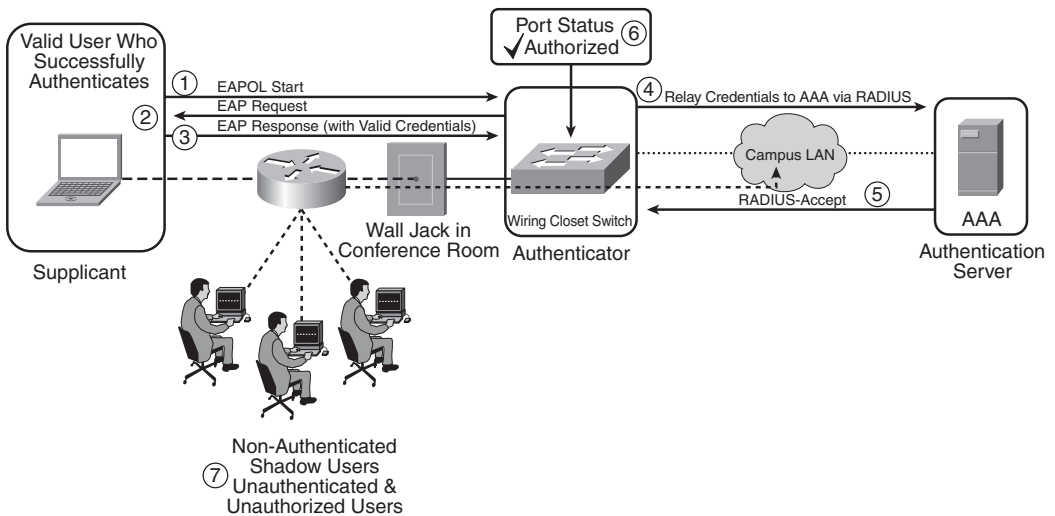 Valid User Who
Successfully
Authenticates
Port Status
Authorized
6
1
EAPOL Start
2
EAP Request
3
EAP Response (with Valid Credentials)
4
Relay Credentials to AAA via RADIUS
Campus LAN
RADIUS-Accept
5
Wall Jack in
Conference Room
Wiring Closet Switch
Authenticator
AAA
Authentication
Server
Supplicant
7
Non-Authenticated
Shadow Users
Unauthenticated &
Unauthorized Users